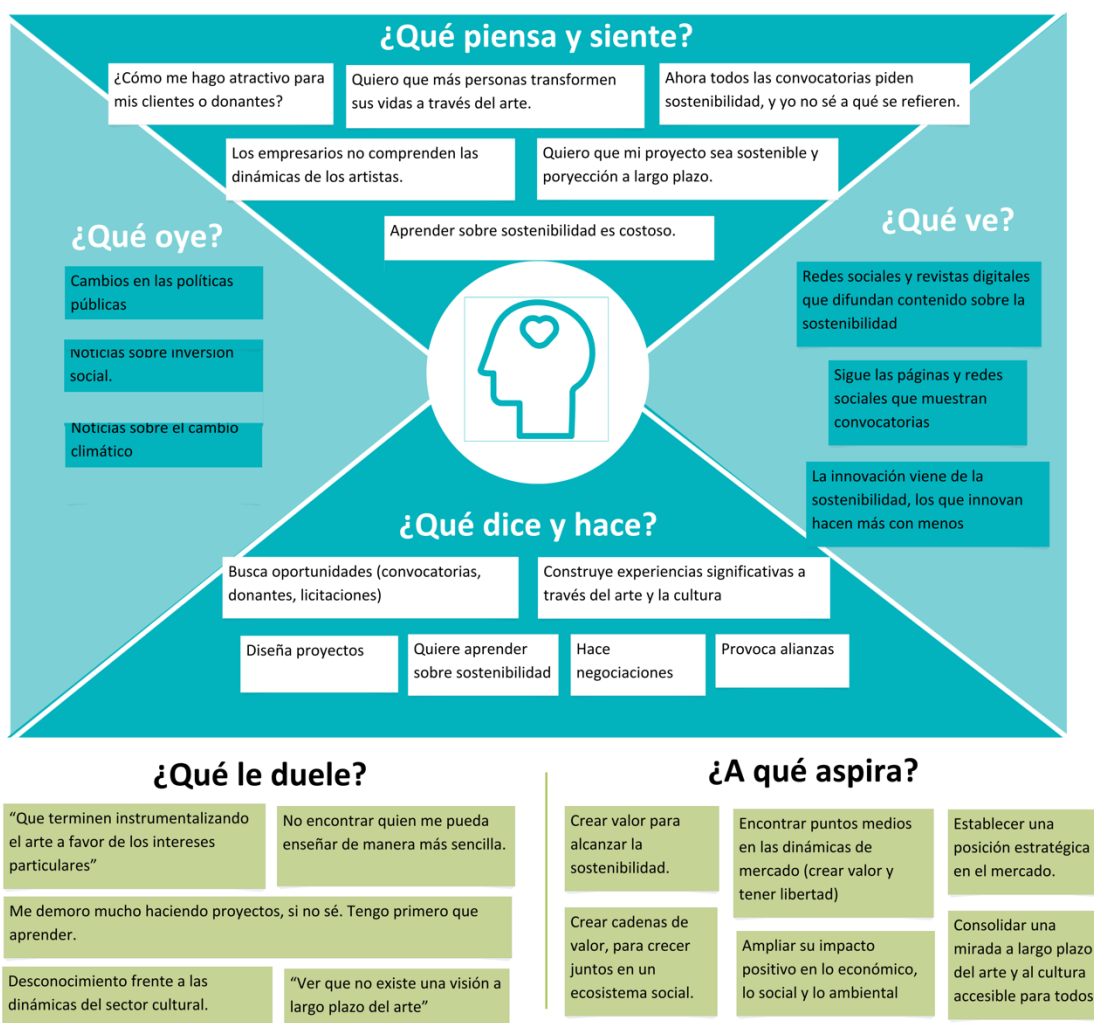 ¿Qué piensa y siente?
¿Cómo me hago atractivo para
mis clientes o donantes?
Quiero que más personas transformen
sus vidas a través del arte.
Ahora todos las convocatorias piden
sostenibilidad, y yo no sé a qué se refieren.
Los empresarios no comprenden las
dinámicas de los artistas.
Quiero que mi proyecto sea sostenible y
poryección a largo plazo.
Aprender sobre sostenibilidad es costoso.
¿Qué oye?
Cambios en las políticas
públicas
Noticias sobre inversión
social.
Noticias sobre el cambio
climático
¿Qué ve?
Redes sociales y revistas digitales
que difundan contenido sobre la
sostenibilidad
Sigue las páginas y redes
sociales que muestran
convocatorias
La innovación viene de la
sostenibilidad, los que innovan
hacen más con menos
¿Qué dice y hace?
Busca oportunidades (convocatorias,
donantes, licitaciones)
Construye experiencias significativas a
través del arte y la cultura
Diseña proyectos
Quiere aprender
sobre sostenibilidad
Hace
negociaciones
Provoca alianzas
¿Qué le duele?
“Que terminen instrumentalizando
el arte a favor de los intereses
particulares”
No encontrar quien me pueda
enseñar de manera más sencilla.
Me demoro mucho haciendo proyectos, si no sé. Tengo primero que
aprender.
Desconocimiento frente a las
dinámicas del sector cultural.
“Ver que no existe una visión a
largo plazo del arte”
¿A qué aspira?
Crear valor para
alcanzar la
sostenibilidad.
Encontrar puntos medios
en las dinámicas de
mercado (crear valor y
tener libertad)
Establecer una
posición estratégica
en el mercado.
Crear cadenas de
valor, para crecer
juntos en un
ecosistema social.
Ampliar su impacto
positivo en lo económico,
lo social y lo ambiental
Consolidar una
mirada a largo plazo
del arte y al cultura
accesible para todos